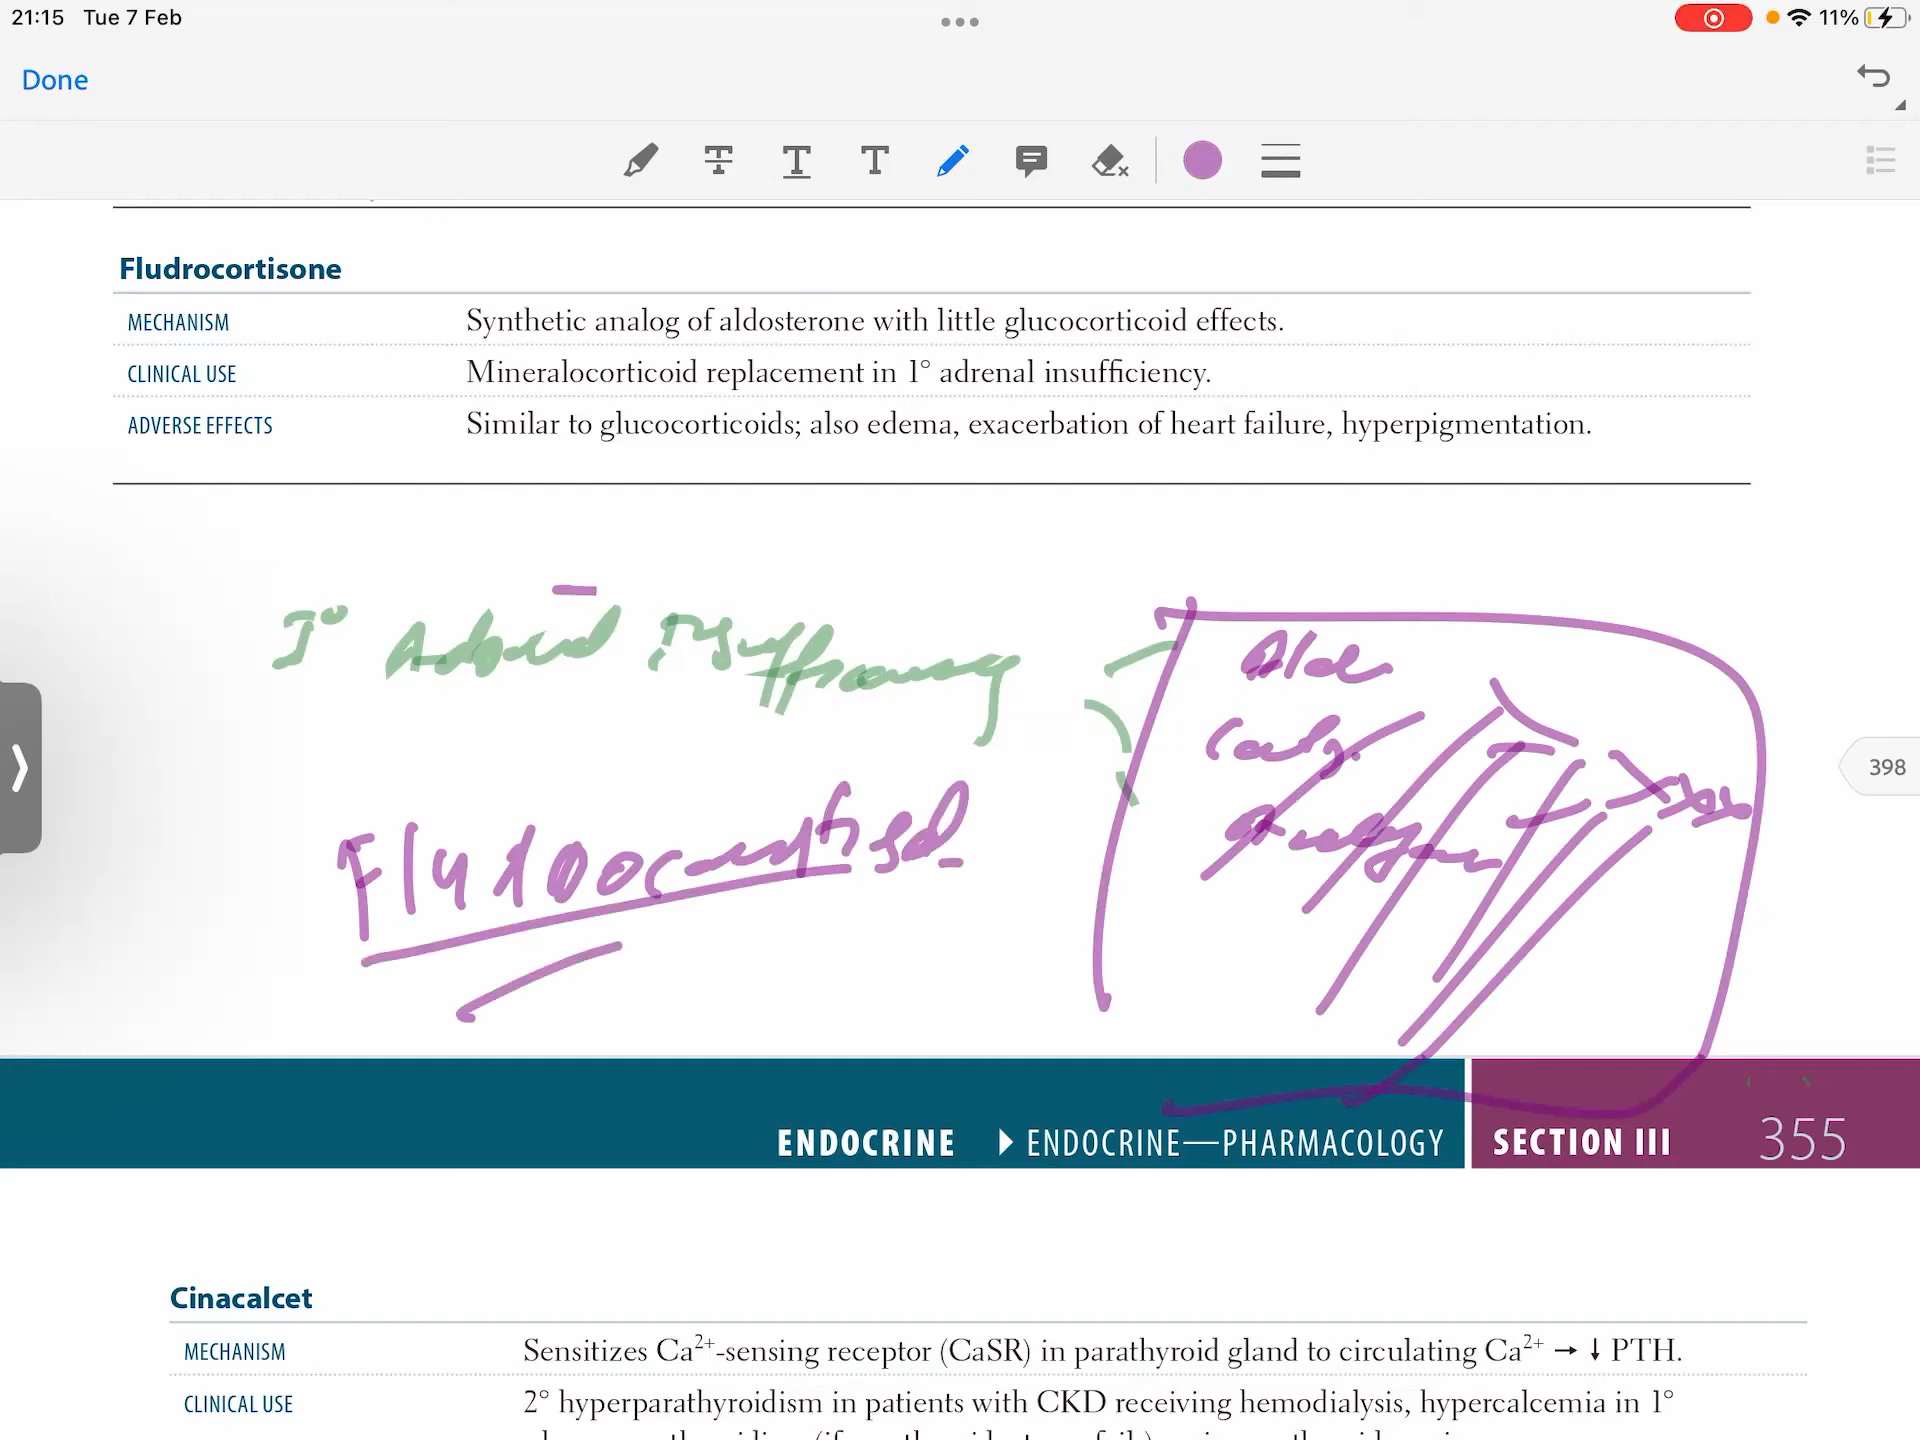 21:15 Tue 7 Feb
11%
Done
Fludrocortisone
MECHANISM Synthetic analog of aldosterone with little glucocorticoid effects.
CLINICAL USE Mineralocorticoid replacement in 1° adrenal insufficiency.
ADVERSE EFFECTS Similar to glucocorticoids; also edema, exacerbation of heart failure, hyperpigmentation.
I° Adrenal Insufficiency
Aldo
398
ENDOCRINE ▶ ENDOCRINE—PHARMACOLOGY SECTION III 355
Cinacalcet
MECHANISM Sensitizes Ca²⁺-sensing receptor (CaSR) in parathyroid gland to circulating Ca²⁺ → ↓ PTH.
CLINICAL USE 2° hyperparathyroidism in patients with CKD receiving hemodialysis, hypercalcemia in 1°